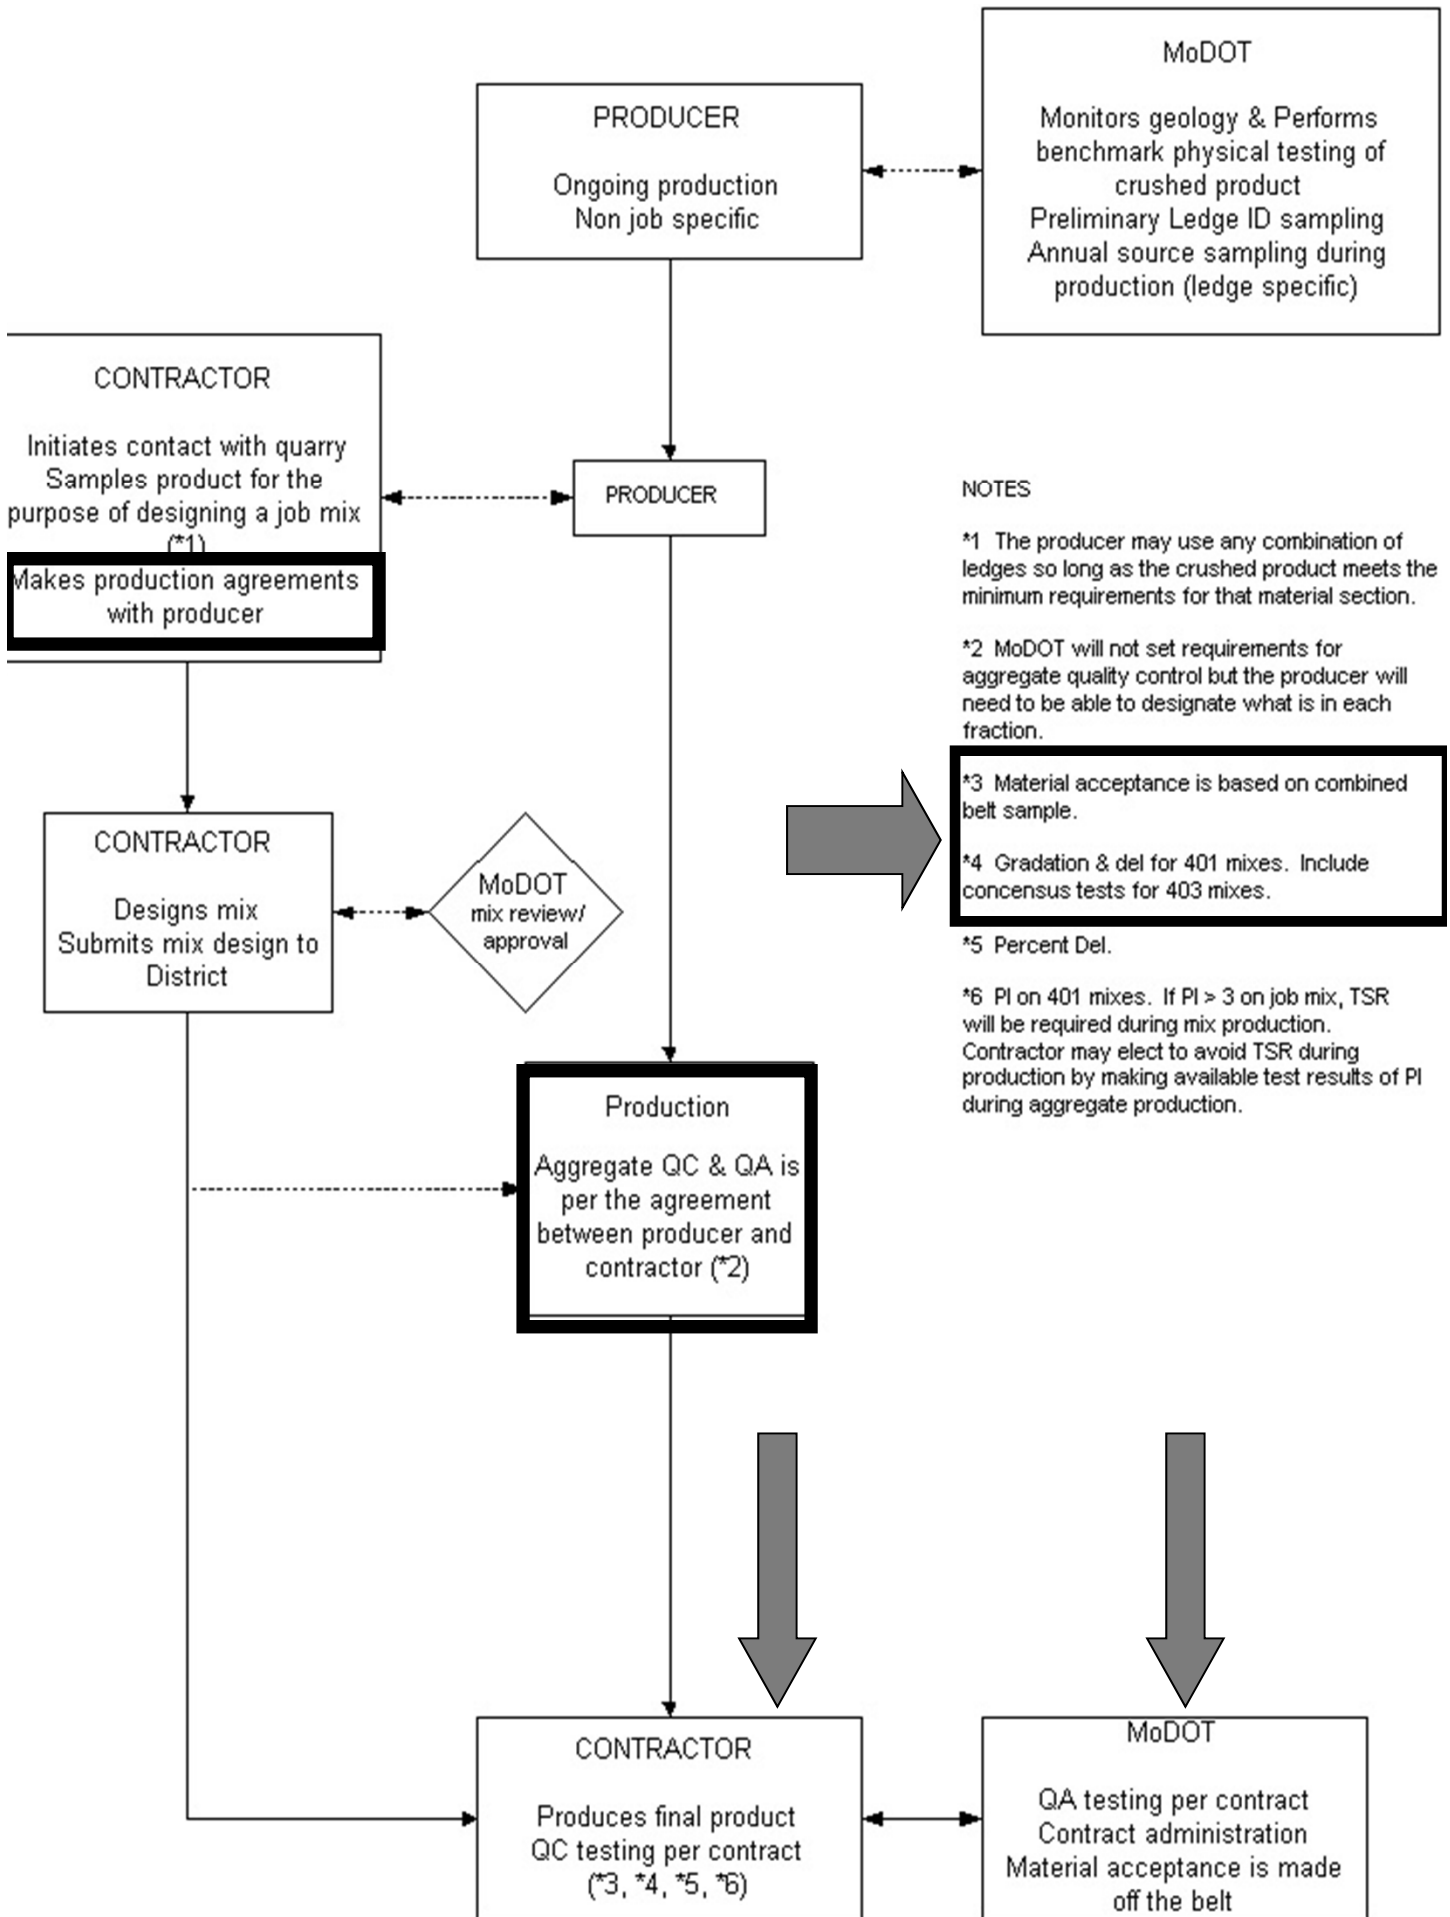 MoDOT
Monitors geology & Performs
benchmark physical testing of
crushed product
Preliminary Ledge ID sampling
Annual source sampling during
production (ledge specific)
PRODUCER
Ongoing production
Non job specific
CONTRACTOR
Initiates contact with quarry
Samples product for the
purpose of designing a job mix
(*1)
Makes production agreements
with producer
PRODUCER
NOTES
*1 The producer may use any combination of
ledges so long as the crushed product meets the
minimum requirements for that material section.
*2 MoDOT will not set requirements for
aggregate quality control but the producer will
need to be able to designate what is in each
fraction.
*3 Material acceptance is based on combined
belt sample.
*4 Gradation & del for 401 mixes. Include
concensus tests for 403 mixes.
*5 Percent Del.
*6 PI on 401 mixes. If PI > 3 on job mix, TSR
will be required during mix production.
Contractor may elect to avoid TSR during
production by making available test results of PI
during aggregate production.
CONTRACTOR
Designs mix
Submits mix design to
District
MoDOT
mix review/
approval
Production
Aggregate QC & QA is
per the agreement
between producer and
contractor (*2)
CONTRACTOR
Produces final product
QC testing per contract
(*3, *4, *5, *6)
MoDOT
QA testing per contract
Contract administration
Material acceptance is made
off the belt